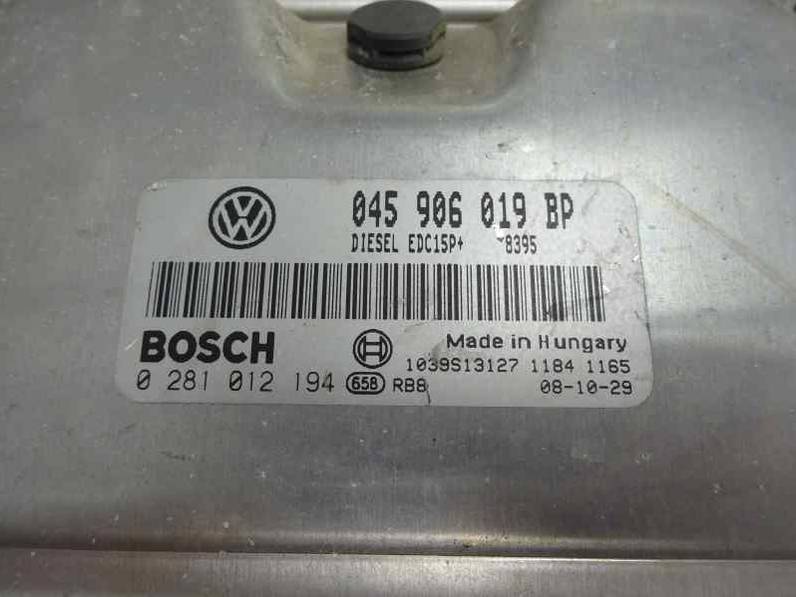 045 906 019 BP
DIESEL EDC15P+ 8395
BOSCH
Made in Hungary
1039S13127 1184 1165
0 281 012 194 658 RB8 08-10-29